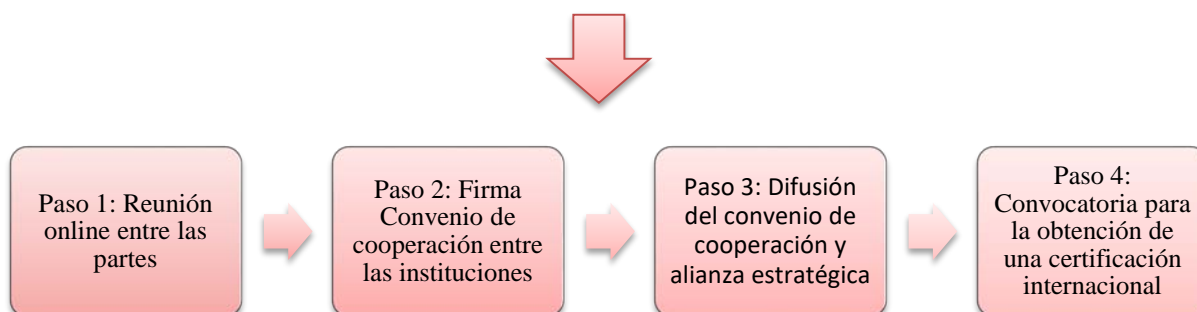 Paso 1: Reunión
online entre las
partes
Paso 2: Firma
Convenio de
cooperación entre
las instituciones
Paso 3: Difusión
del convenio de
cooperación y
alianza estratégica
Paso 4:
Convocatoria para
la obtención de
una certificación
internacional